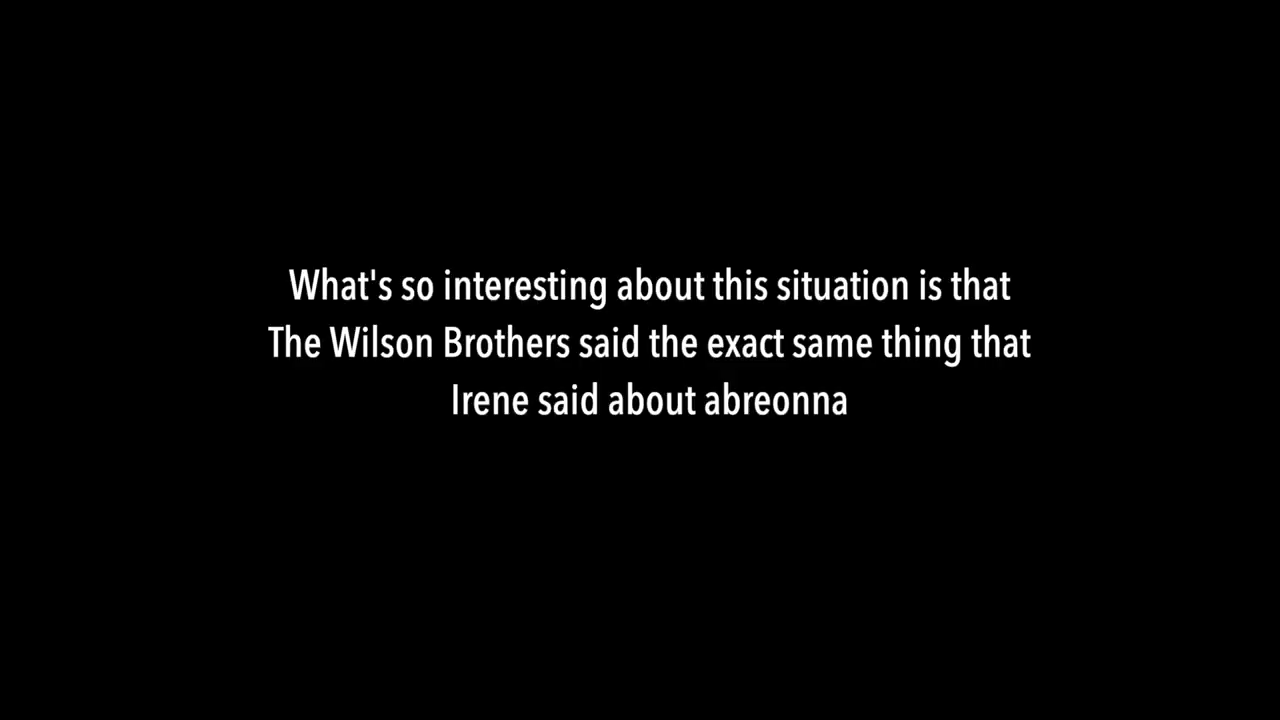 What's so interesting about this situation is that
The Wilson Brothers said the exact same thing that
Irene said about abreonna